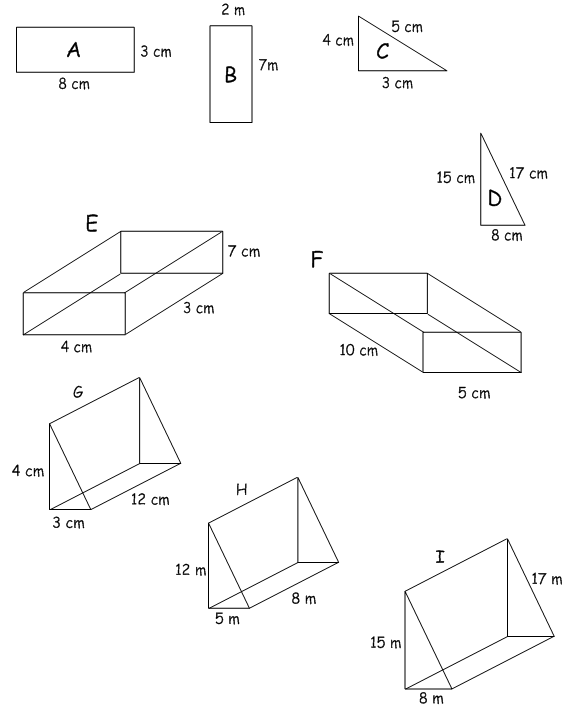 A
3 cm
8 cm
2 m
B
7m
4 cm
5 cm
C
3 cm
15 cm
17 cm
D
8 cm
E
7 cm
3 cm
4 cm
F
10 cm
5 cm
G
4 cm
12 cm
3 cm
H
12 m
8 m
5 m
I
17 m
15 m
8 m